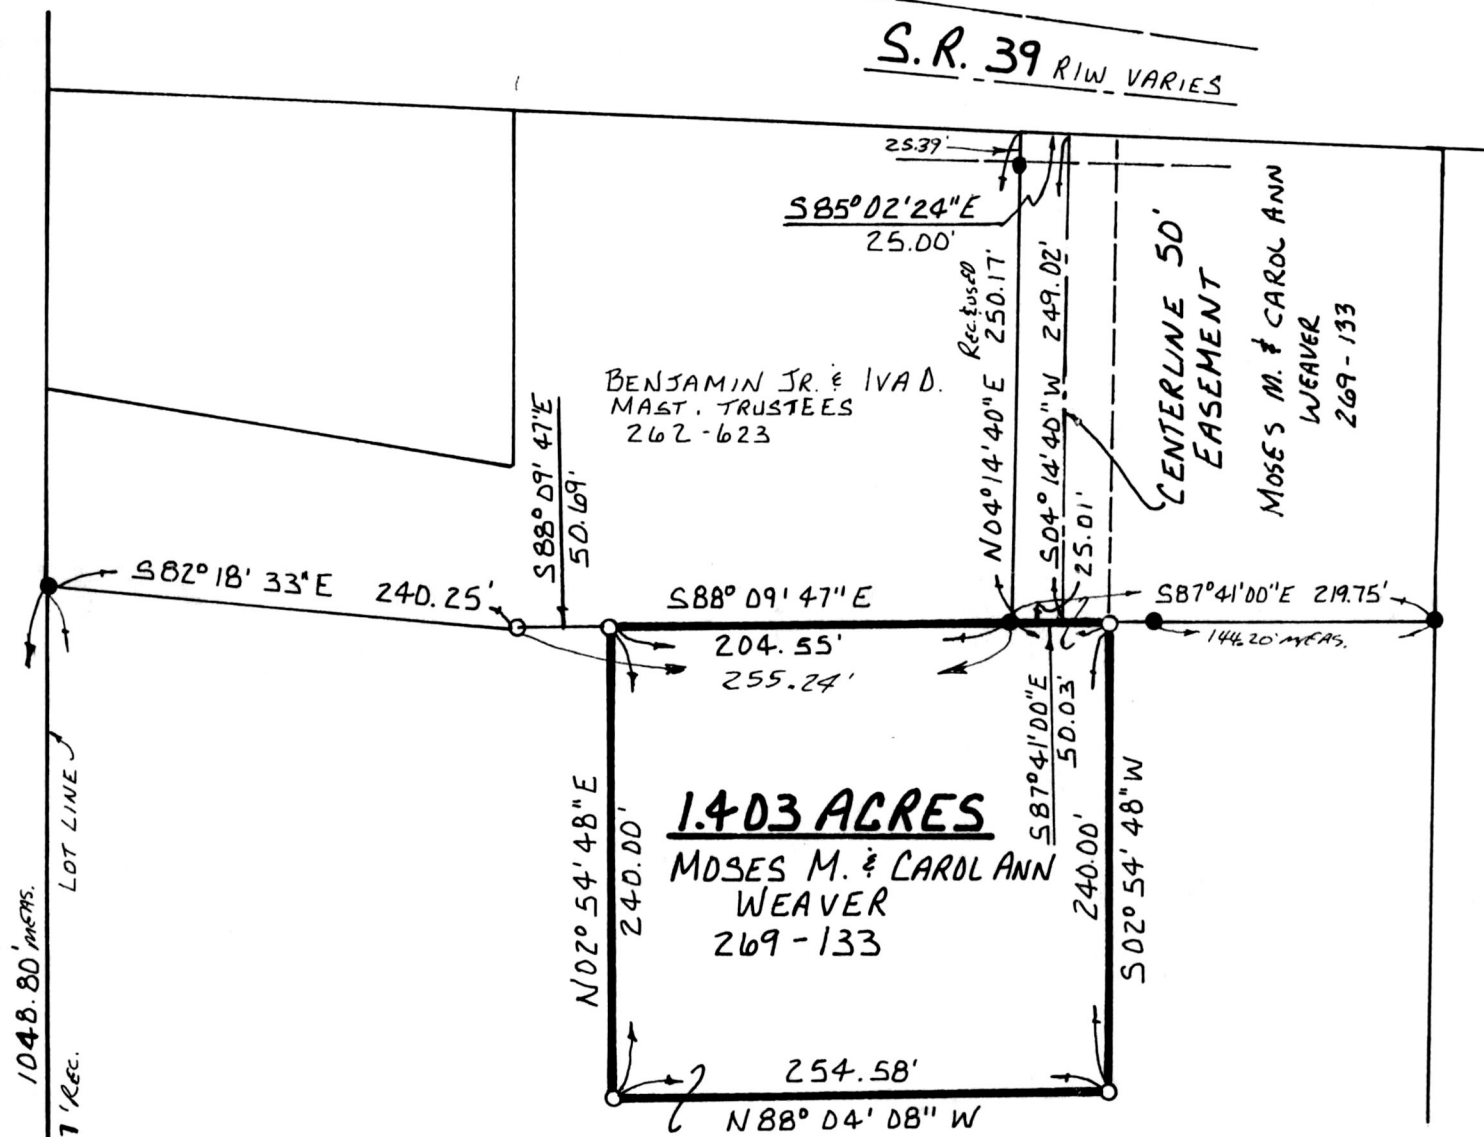 S.R. 39 R/W VARIES
25.39'
S85°02'24"E
25.00'
Rec. & used
N04°14'40"E 250.17'
S04°14'40"W 249.02'
25.01'
CENTERLINE 50'
EASEMENT
MOSES M. & CAROL ANN
WEAVER
269-133
BENJAMIN JR. & IVA D.
MAST, TRUSTEES
262-623
S88°09'47"E
50.69'
S82°18'33"E 240.25'
S88°09'47"E
204.55'
255.24'
S87°41'00"E 219.75'
144.20' MEAS.
S87°41'00"E
50.03'
LOT LINE
N02°54'48"E
240.00'
1.403 ACRES
MOSES M. & CAROL ANN
WEAVER
269-133
240.00'
S02°54'48"W
1048.80' MEAS.
7' REC.
254.58'
N88°04'08"W